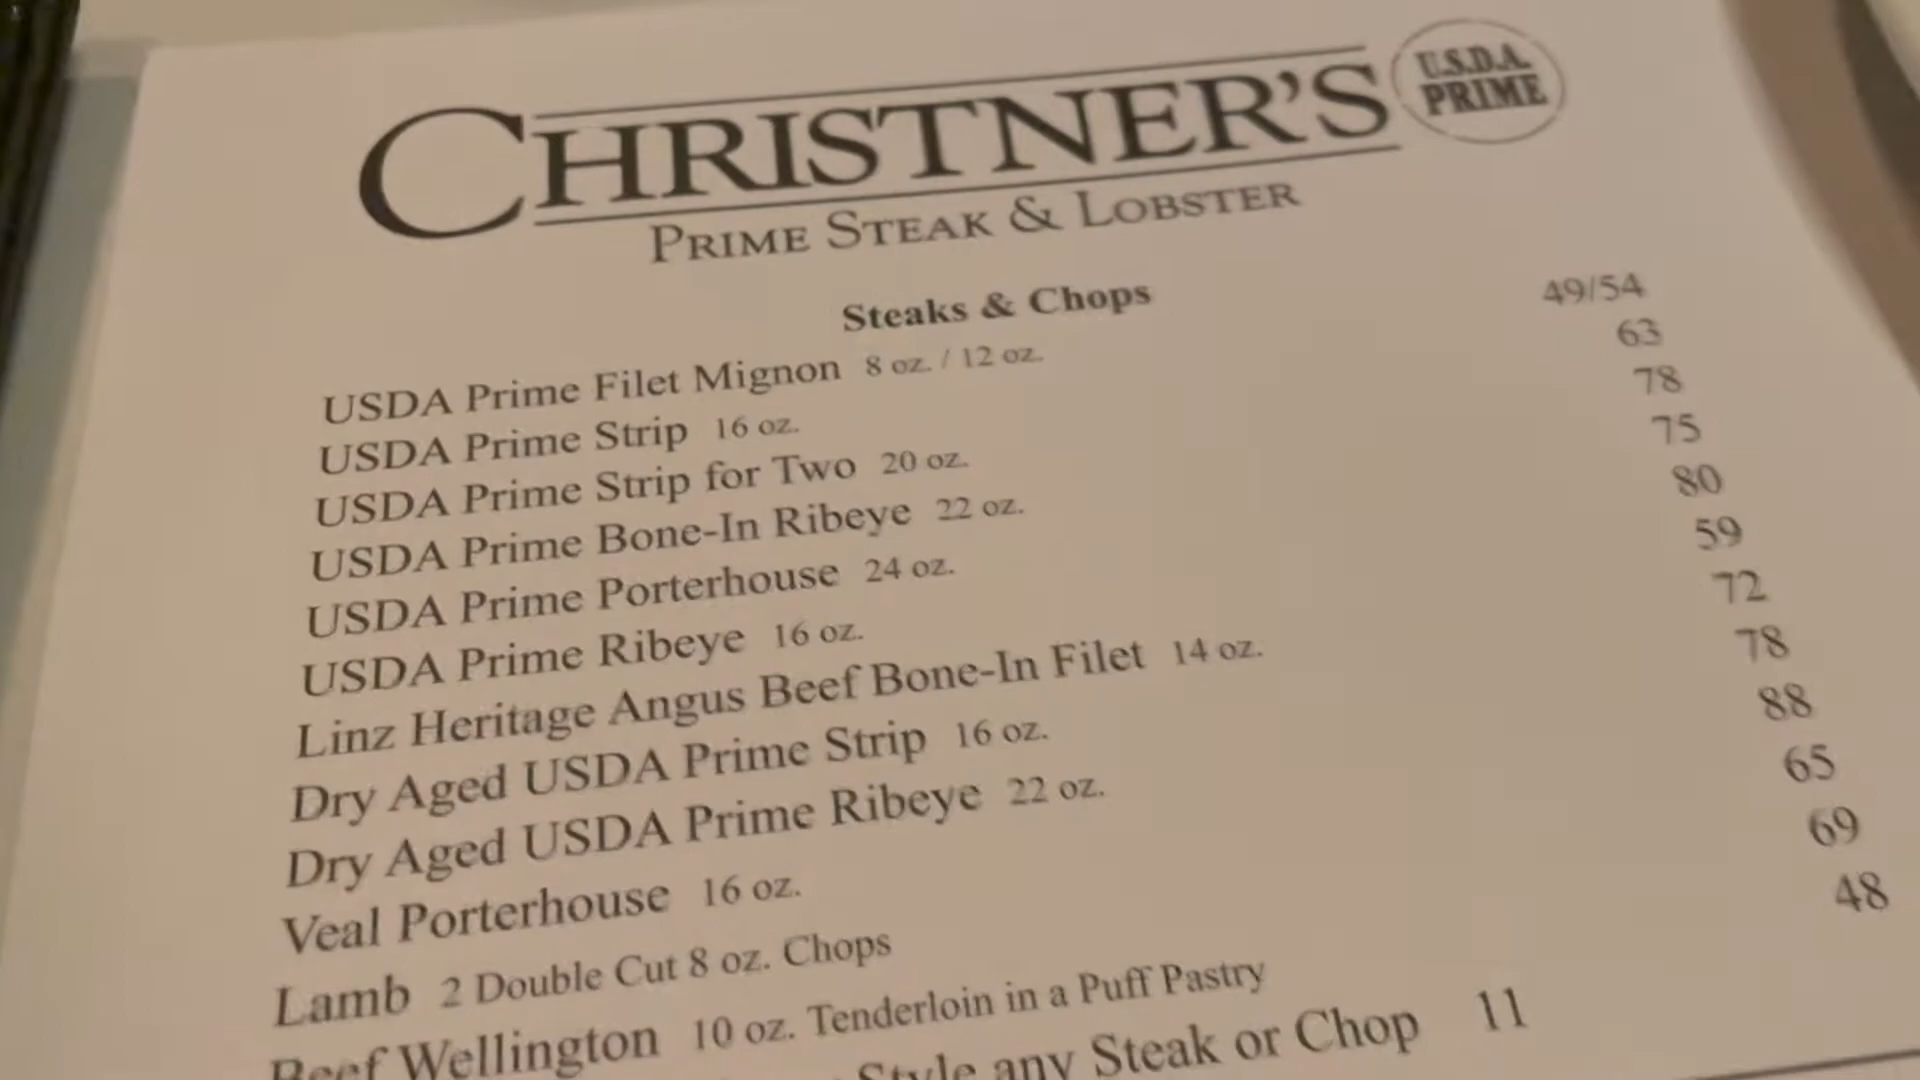 CHRISTNER'S
U.S.D.A.
PRIME
PRIME STEAK & LOBSTER
Steaks & Chops
USDA Prime Filet Mignon 8 oz. / 12 oz. 49/54
USDA Prime Strip 16 oz. 63
USDA Prime Strip for Two 20 oz. 78
USDA Prime Bone-In Ribeye 22 oz. 75
USDA Prime Porterhouse 24 oz. 80
USDA Prime Ribeye 16 oz. 59
Linz Heritage Angus Beef Bone-In Filet 14 oz. 72
Dry Aged USDA Prime Strip 16 oz. 78
Dry Aged USDA Prime Ribeye 22 oz. 88
Veal Porterhouse 16 oz. 65
Lamb 2 Double Cut 8 oz. Chops 69
Beef Wellington 10 oz. Tenderloin in a Puff Pastry 48
Style any Steak or Chop 11